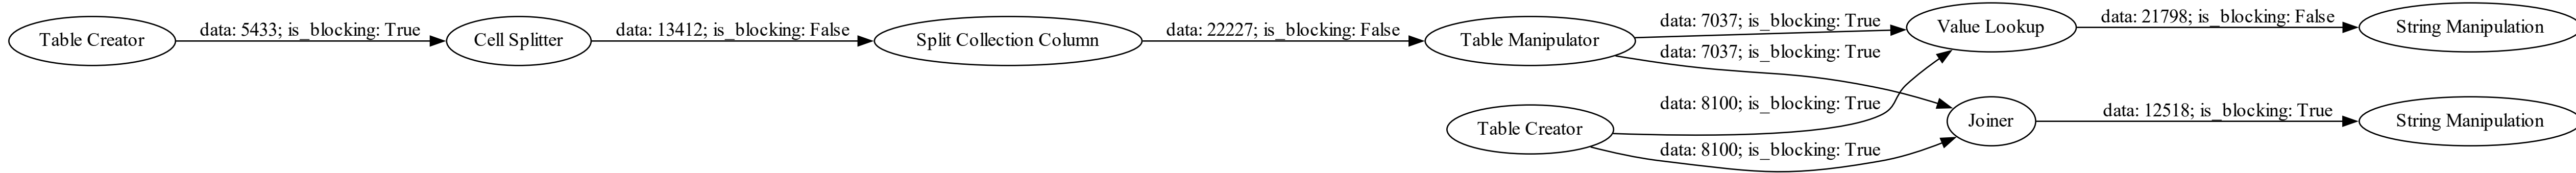 Table Creator
data: 5433; is_blocking: True
Cell Splitter
data: 13412; is_blocking: False
Split Collection Column
data: 22227; is_blocking: False
Table Manipulator
data: 7037; is_blocking: True
data: 7037; is_blocking: True
Value Lookup
data: 21798; is_blocking: False
String Manipulation
Table Creator
data: 8100; is_blocking: True
data: 8100; is_blocking: True
Joiner
data: 12518; is_blocking: True
String Manipulation